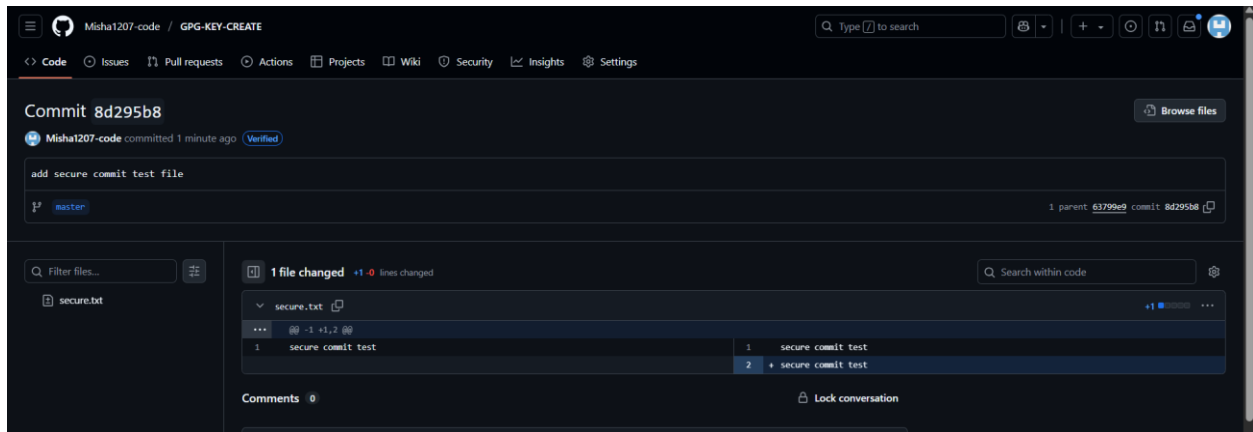 Misha1207-code / GPG-KEY-CREATE
Type / to search
<> Code Issues Pull requests Actions Projects Wiki Security Insights Settings
Commit 8d295b8
Browse files
Misha1207-code committed 1 minute ago Verified
add secure commit test file
master
1 parent 63799e9 commit 8d295b8
Filter files...
secure.txt
1 file changed +1 -0 lines changed
Search within code
secure.txt
+1
... @@ -1 +1,2 @@
1 secure commit test
1 secure commit test
2 + secure commit test
Comments 0
Lock conversation